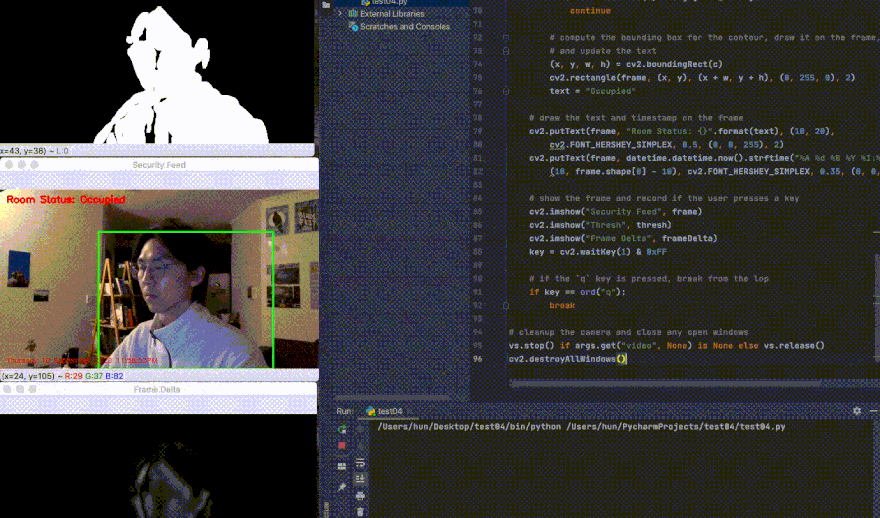 x=43, y=38) ~ L:0
Security Feed
Room Status: Occupied
(x=24, y=105) ~ R:29 G:37 B:82
Frame Delta
test04.py
External Libraries
Scratches and Consoles
70 continue
71
72 # compute the bounding box for the contour, draw it on the frame,
73 # and update the text
74 (x, y, w, h) = cv2.boundingRect(c)
75 cv2.rectangle(frame, (x, y), (x + w, y + h), (0, 255, 0), 2)
76 text = "Occupied"
77
78 # draw the text and timestamp on the frame
79 cv2.putText(frame, "Room Status: {}".format(text), (10, 20),
80 cv2.FONT_HERSHEY_SIMPLEX, 0.5, (0, 0, 255), 2)
81 cv2.putText(frame, datetime.datetime.now().strftime("%A %d %B %Y %I:
82 (10, frame.shape[0] - 10), cv2.FONT_HERSHEY_SIMPLEX, 0.35, (0, 0,
83
84 # show the frame and record if the user presses a key
85 cv2.imshow("Security Feed", frame)
86 cv2.imshow("Thresh", thresh)
87 cv2.imshow("Frame Delta", frameDelta)
88 key = cv2.waitKey(1) & 0xFF
89
90 # if the `q` key is pressed, break from the lop
91 if key == ord("q"):
92 break
93
94 # cleanup the camera and close any open windows
95 vs.stop() if args.get("video", None) is None else vs.release()
96 cv2.destroyAllWindows()
Run: test04
/Users/hun/Desktop/test04/bin/python /Users/hun/PycharmProjects/test04/test04.py